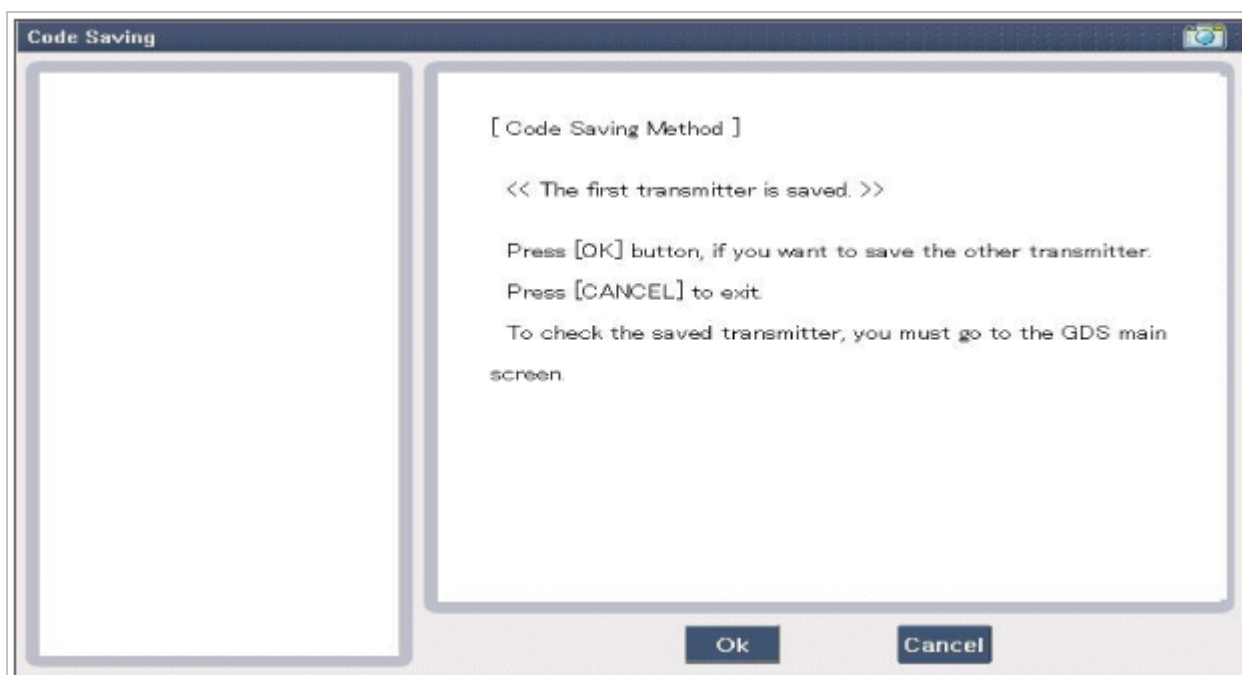 Code Saving
[ Code Saving Method ]
<< The first transmitter is saved. >>
Press [OK] button, if you want to save the other transmitter.
Press [CANCEL] to exit.
To check the saved transmitter, you must go to the GDS main
screen.
Ok
Cancel